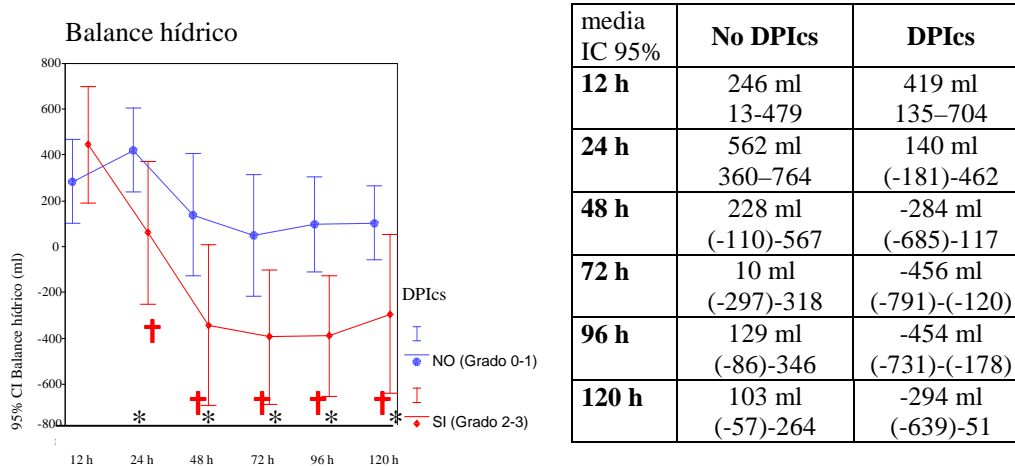 Balance hídrico
95% CI Balance hídrico (ml)
800
600
400
200
0
-200
-400
-600
-800
12 h 24 h 48 h 72 h 96 h 120 h
† † † † †
* * * * *
DPIcs
NO (Grado 0-1)
SI (Grado 2-3)
media
IC 95% No DPIcs DPIcs
12 h 246 ml 419 ml
13-479 135–704
24 h 562 ml 140 ml
360–764 (-181)-462
48 h 228 ml -284 ml
(-110)-567 (-685)-117
72 h 10 ml -456 ml
(-297)-318 (-791)-(-120)
96 h 129 ml -454 ml
(-86)-346 (-731)-(-178)
120 h 103 ml -294 ml
(-57)-264 (-639)-51